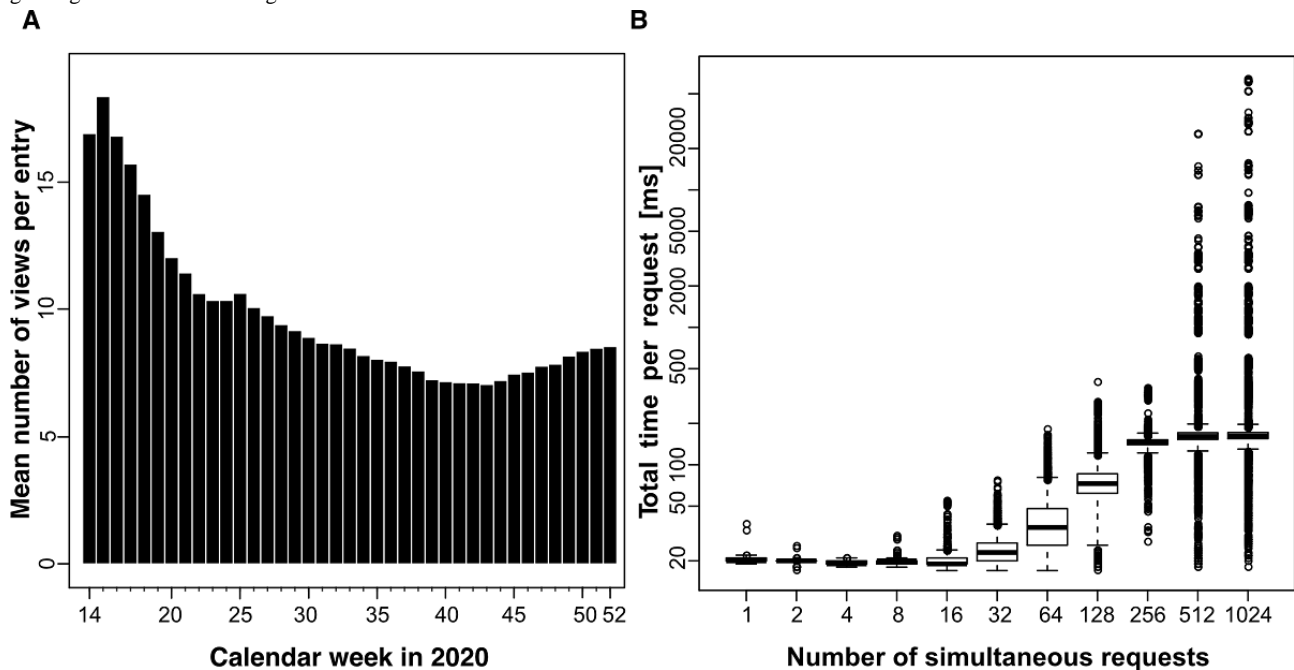 A
Mean number of views per entry
15
10
5
0
14 20 25 30 35 40 45 50 52
Calendar week in 2020
B
Total time per request [ms]
20000
5000
2000
500
100
50
20
1 2 4 8 16 32 64 128 256 512 1024
Number of simultaneous requests